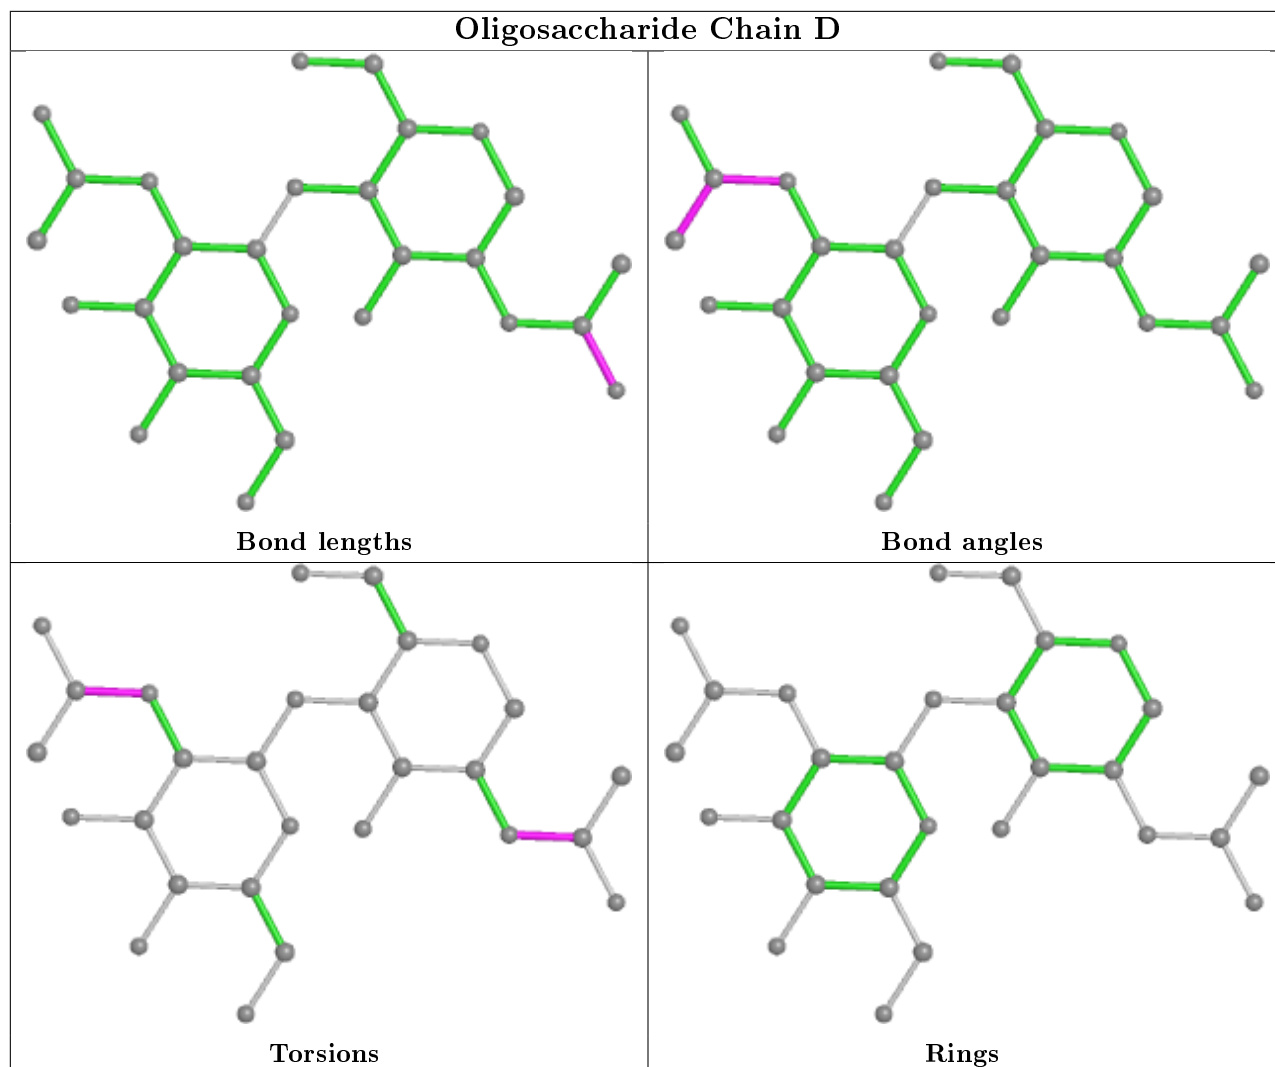 Oligosaccharide Chain D
Bond lengths
Bond angles
Torsions
Rings